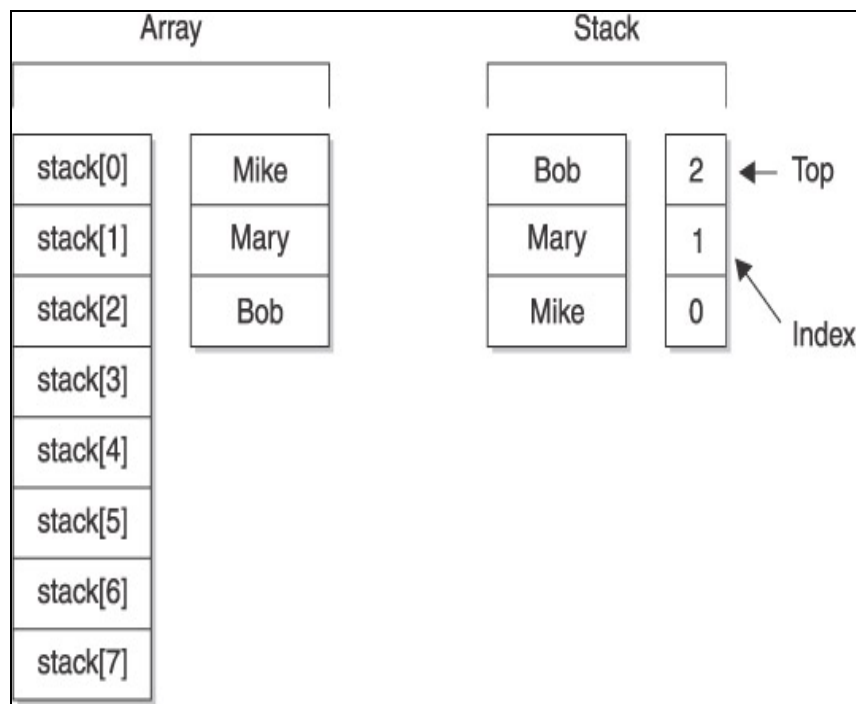 Array Stack
stack[0] Mike Bob 2 Top
stack[1] Mary Mary 1
stack[2] Bob Mike 0 Index
stack[3]
stack[4]
stack[5]
stack[6]
stack[7]